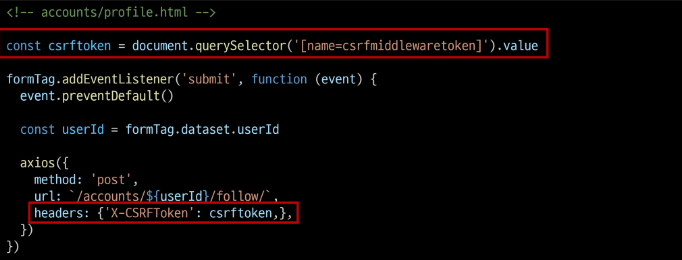 <!-- accounts/profile.html -->
const csrftoken = document.querySelector('[name=csrfmiddlewaretoken]').value
formTag.addEventListener('submit', function (event) {
  event.preventDefault()
  const userId = formTag.dataset.userId
  axios({
    method: 'post',
    url: `/accounts/${userId}/follow/`,
    headers: {'X-CSRFToken': csrftoken,},
  })
})